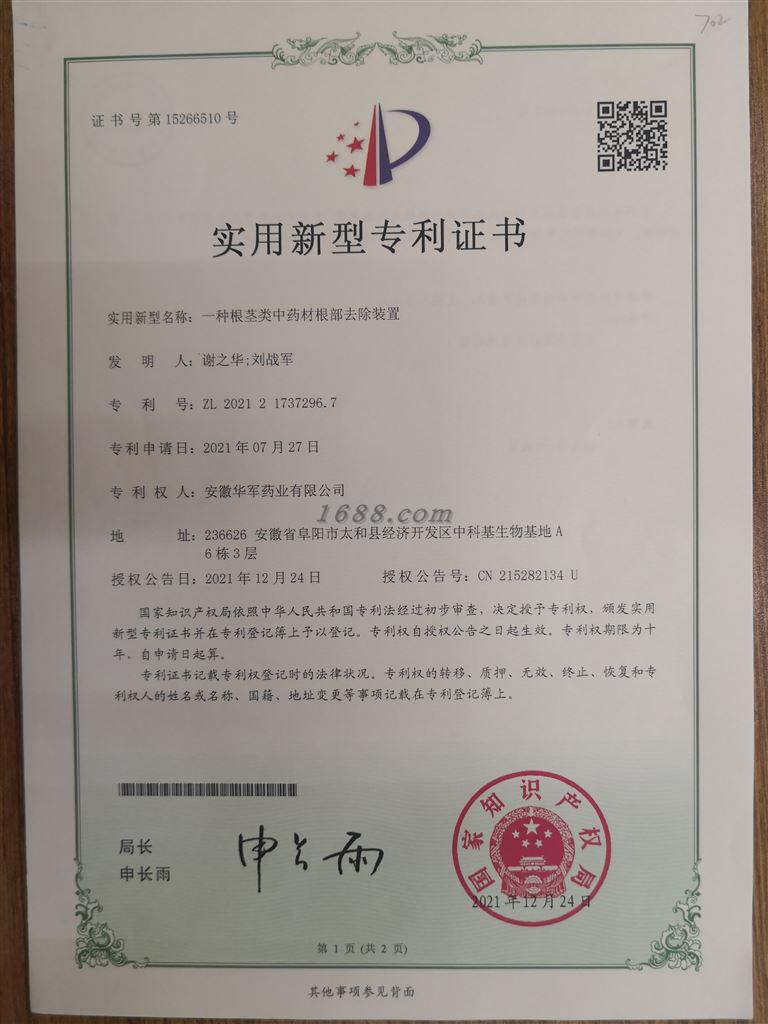 702
证书号第15266510号
实用新型专利证书
实用新型名称：一种根茎类中药材根部去除装置
发明人：谢之华;刘战军
专利号：ZL 2021 2 1737296.7
专利申请日：2021年07月27日
专利权人：安徽华军药业有限公司
1688.com
地址：236626 安徽省阜阳市太和县经济开发区中科基生物基地A
6栋3层
授权公告日：2021年12月24日 授权公告号：CN 215282134 U
国家知识产权局依照中华人民共和国专利法经过初步审查，决定授予专利权，颁发实用
新型专利证书并在专利登记簿上予以登记。专利权自授权公告之日起生效。专利权期限为十
年，自申请日起算。
专利证书记载专利权登记时的法律状况。专利权的转移、质押、无效、终止、恢复和专
利权人的姓名或名称、国籍、地址变更等事项记载在专利登记簿上。
局长
申长雨
申长雨
国家知识产权局
2021年12月24日
第1页(共2页)
其他事项参见背面